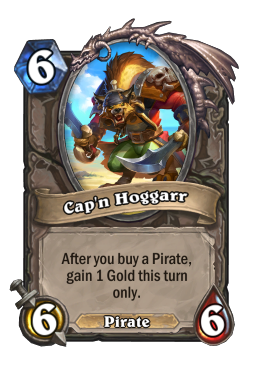 6
Cap'n Hoggarr
After you buy a Pirate,
gain 1 Gold this turn
only.
6
Pirate
6